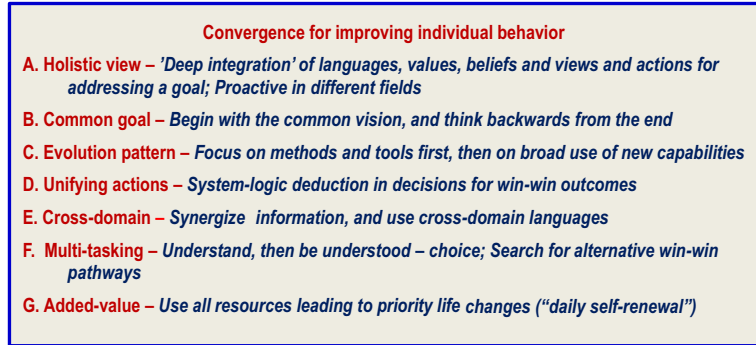 Convergence for improving individual behavior
A. Holistic view – ’Deep integration’ of languages, values, beliefs and views and actions for
addressing a goal; Proactive in different fields
B. Common goal – Begin with the common vision, and think backwards from the end
C. Evolution pattern – Focus on methods and tools first, then on broad use of new capabilities
D. Unifying actions – System-logic deduction in decisions for win-win outcomes
E. Cross-domain – Synergize information, and use cross-domain languages
F. Multi-tasking – Understand, then be understood – choice; Search for alternative win-win
pathways
G. Added-value – Use all resources leading to priority life changes (“daily self-renewal”)